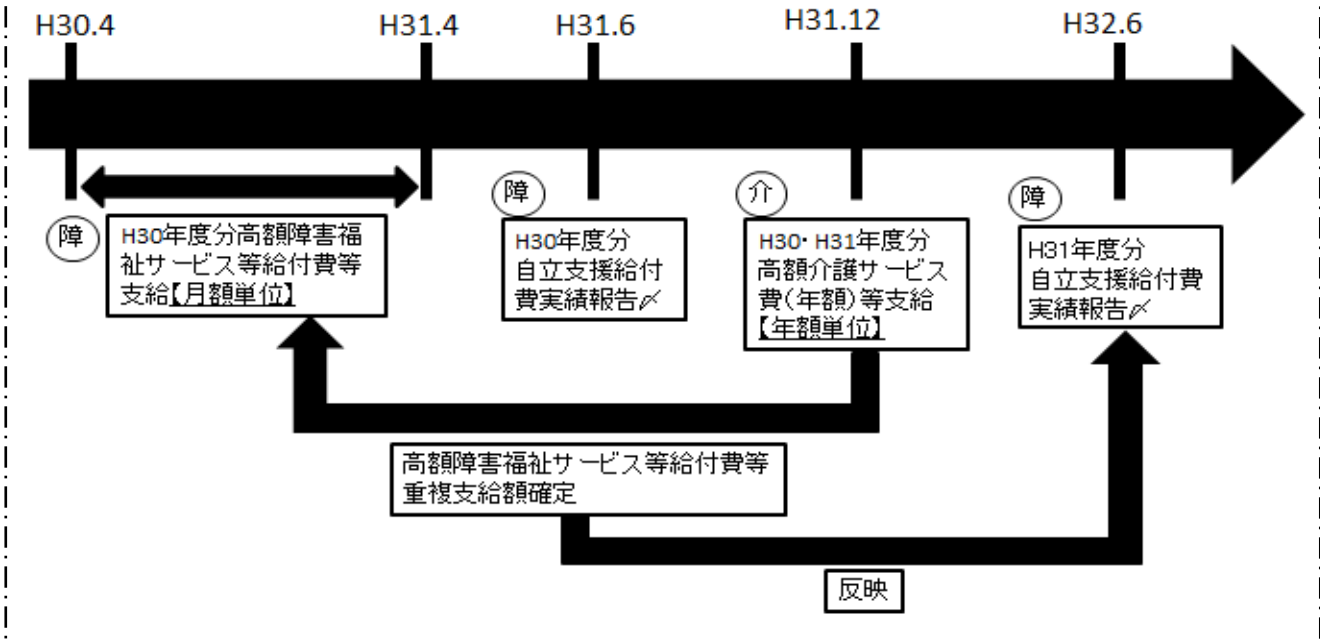 H30.4
H31.4
H31.6
H31.12
H32.6
障
H30年度分高額障害福
祉サービス等給付費等
支給【月額単位】
障
H30年度分
自立支援給付
費実績報告〆
介
H30・H31年度分
高額介護サービス
費(年額)等支給
【年額単位】
障
H31年度分
自立支援給付費
実績報告〆
高額障害福祉サービス等給付費等
重複支給額確定
反映